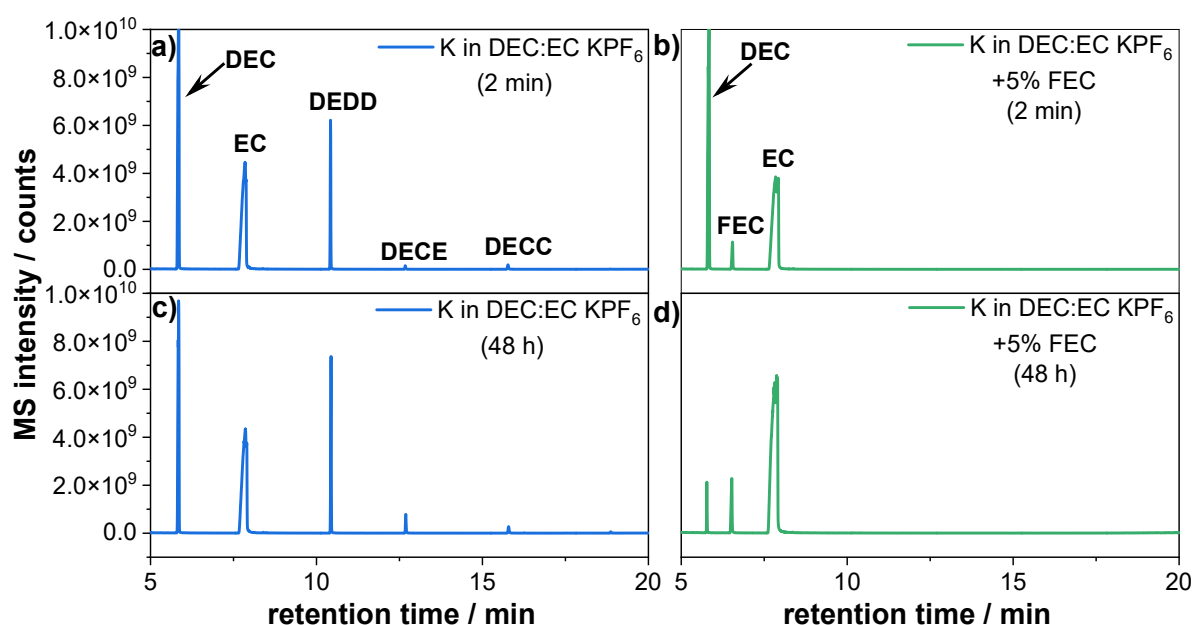 MS intensity / counts
1.0×10¹⁰
8.0×10⁹
6.0×10⁹
4.0×10⁹
2.0×10⁹
0.0
a)
DEC
EC
DEDD
DECE
DECC
K in DEC:EC KPF₆
(2 min)
b)
DEC
FEC
EC
K in DEC:EC KPF₆
+5% FEC
(2 min)
1.0×10¹⁰
8.0×10⁹
6.0×10⁹
4.0×10⁹
2.0×10⁹
0.0
c)
K in DEC:EC KPF₆
(48 h)
d)
K in DEC:EC KPF₆
+5% FEC
(48 h)
5 10 15 20
5 10 15 20
retention time / min
retention time / min